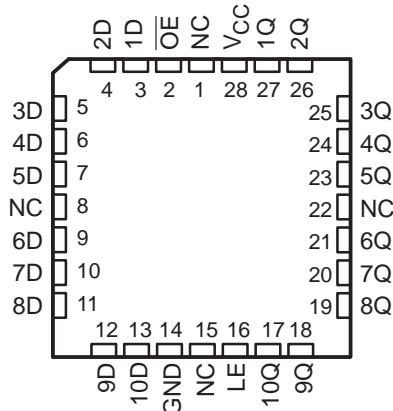 2D 1D OE NC VCC 1Q 2Q
4 3 2 1 28 27 26
3D 5 25 3Q
4D 6 24 4Q
5D 7 23 5Q
NC 8 22 NC
6D 9 21 6Q
7D 10 20 7Q
8D 11 19 8Q
12 13 14 15 16 17 18
9D 10D GND NC LE 10Q 9Q